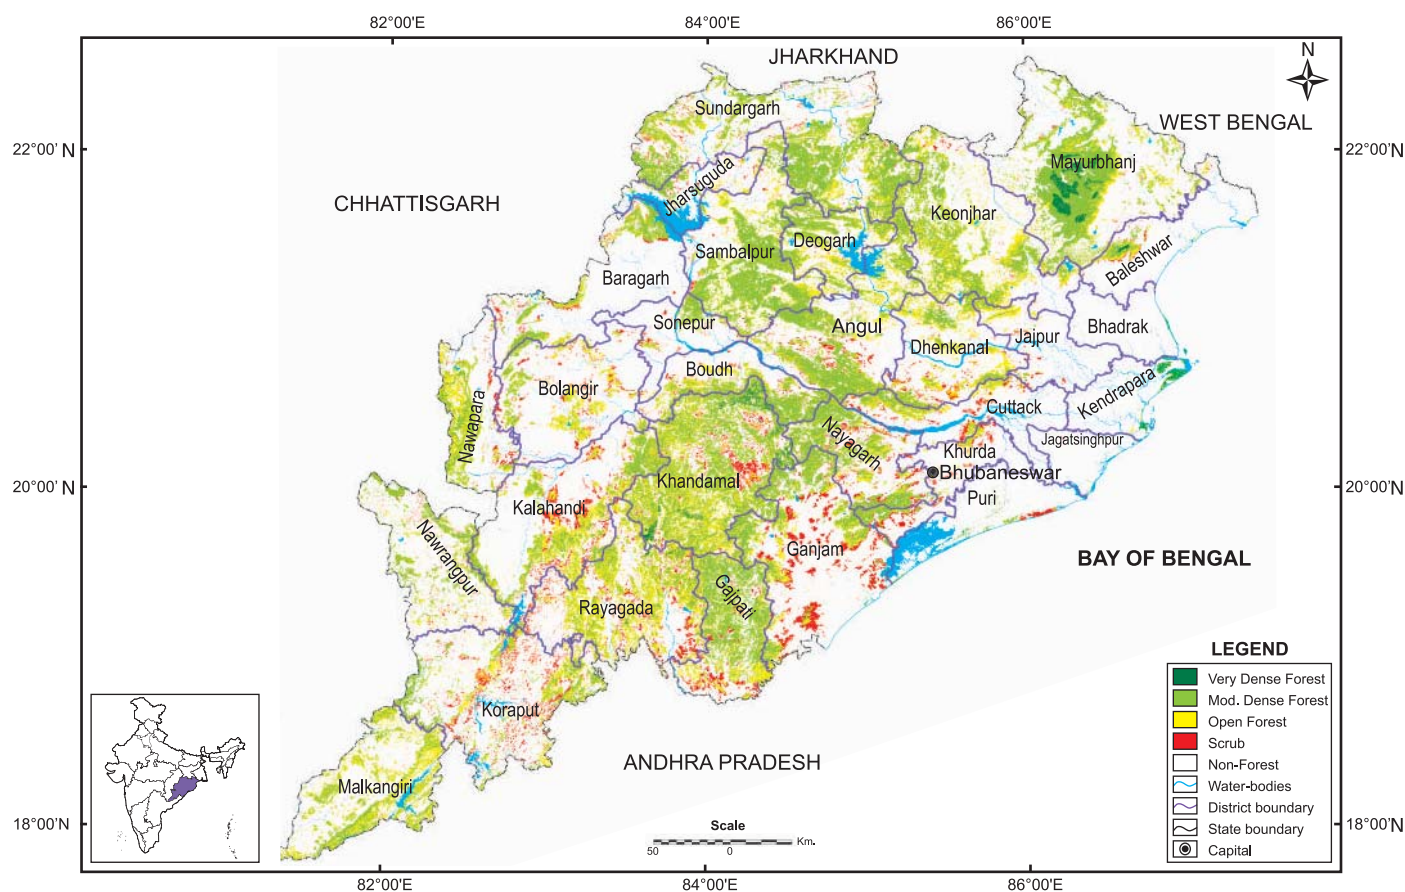 82°00'E 84°00'E 86°00'E
JHARKHAND
N
Sundargarh
WEST BENGAL
22°00' N
22°00'N
Mayurbhanj
Jharsuguda
CHHATTISGARH
Keonjhar
Deogarh
Sambalpur
Baleshwar
Baragarh
Sonepur
Angul
Bhadrak
Jajpur
Dhenkanal
Boudh
Bolangir
Kendrapara
Nawapara
Cuttack
Nayagarh
Jagatsinghpur
Khurda
Bhubaneswar
Khandamal
20°00' N
20°00'N
Puri
Kalahandi
Nawrangpur
Ganjam
BAY OF BENGAL
Gajpati
Rayagada
Koraput
ANDHRA PRADESH
Malkangiri
18°00'N
18°00'N
LEGEND
Very Dense Forest
Mod. Dense Forest
Open Forest
Scrub
Non-Forest
Water-bodies
District boundary
State boundary
Capital
Scale
Km.
50 0
82°00'E 84°00'E 86°00'E